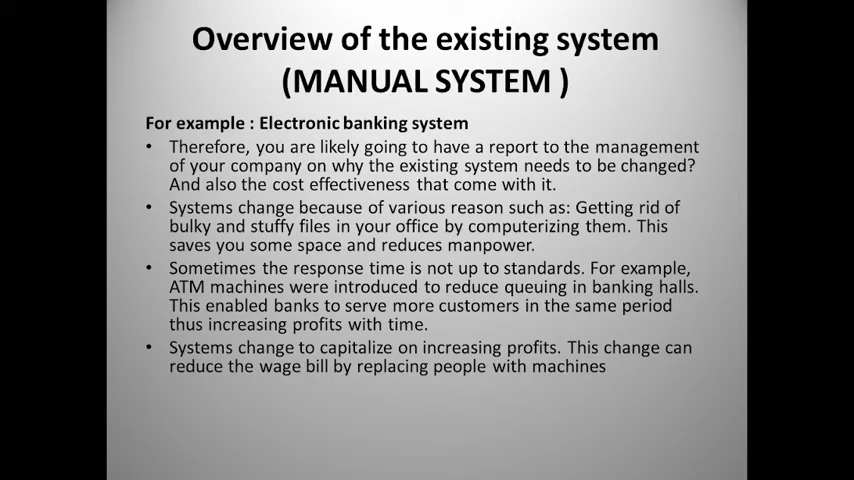 Overview of the existing system
(MANUAL SYSTEM )
For example : Electronic banking system
• Therefore, you are likely going to have a report to the management
of your company on why the existing system needs to be changed?
And also the cost effectiveness that come with it.
• Systems change because of various reason such as: Getting rid of
bulky and stuffy files in your office by computerizing them. This
saves you some space and reduces manpower.
• Sometimes the response time is not up to standards. For example,
ATM machines were introduced to reduce queuing in banking halls.
This enabled banks to serve more customers in the same period
thus increasing profits with time.
• Systems change to capitalize on increasing profits. This change can
reduce the wage bill by replacing people with machines